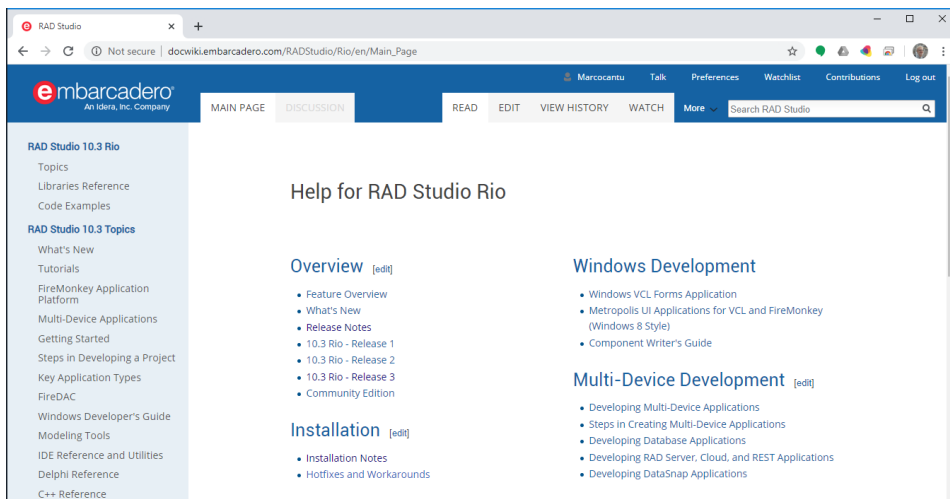 RAD Studio
Not secure | docwiki.embarcadero.com/RADStudio/Rio/en/Main_Page
embarcadero®
An Idera, Inc. Company
Marcocantu Talk Preferences Watchlist Contributions Log out
MAIN PAGE DISCUSSION READ EDIT VIEW HISTORY WATCH More Search RAD Studio
RAD Studio 10.3 Rio
Topics
Libraries Reference
Code Examples
RAD Studio 10.3 Topics
What's New
Tutorials
FireMonkey Application
Platform
Multi-Device Applications
Getting Started
Steps in Developing a Project
Key Application Types
FireDAC
Windows Developer's Guide
Modeling Tools
IDE Reference and Utilities
Delphi Reference
C++ Reference
Help for RAD Studio Rio
Overview [edit]
Feature Overview
What's New
Release Notes
10.3 Rio - Release 1
10.3 Rio - Release 2
10.3 Rio - Release 3
Community Edition
Installation [edit]
Installation Notes
Hotfixes and Workarounds
Windows Development
Windows VCL Forms Application
Metropolis UI Applications for VCL and FireMonkey
(Windows 8 Style)
Component Writer's Guide
Multi-Device Development [edit]
Developing Multi-Device Applications
Steps in Creating Multi-Device Applications
Developing Database Applications
Developing RAD Server, Cloud, and REST Applications
Developing DataSnap Applications